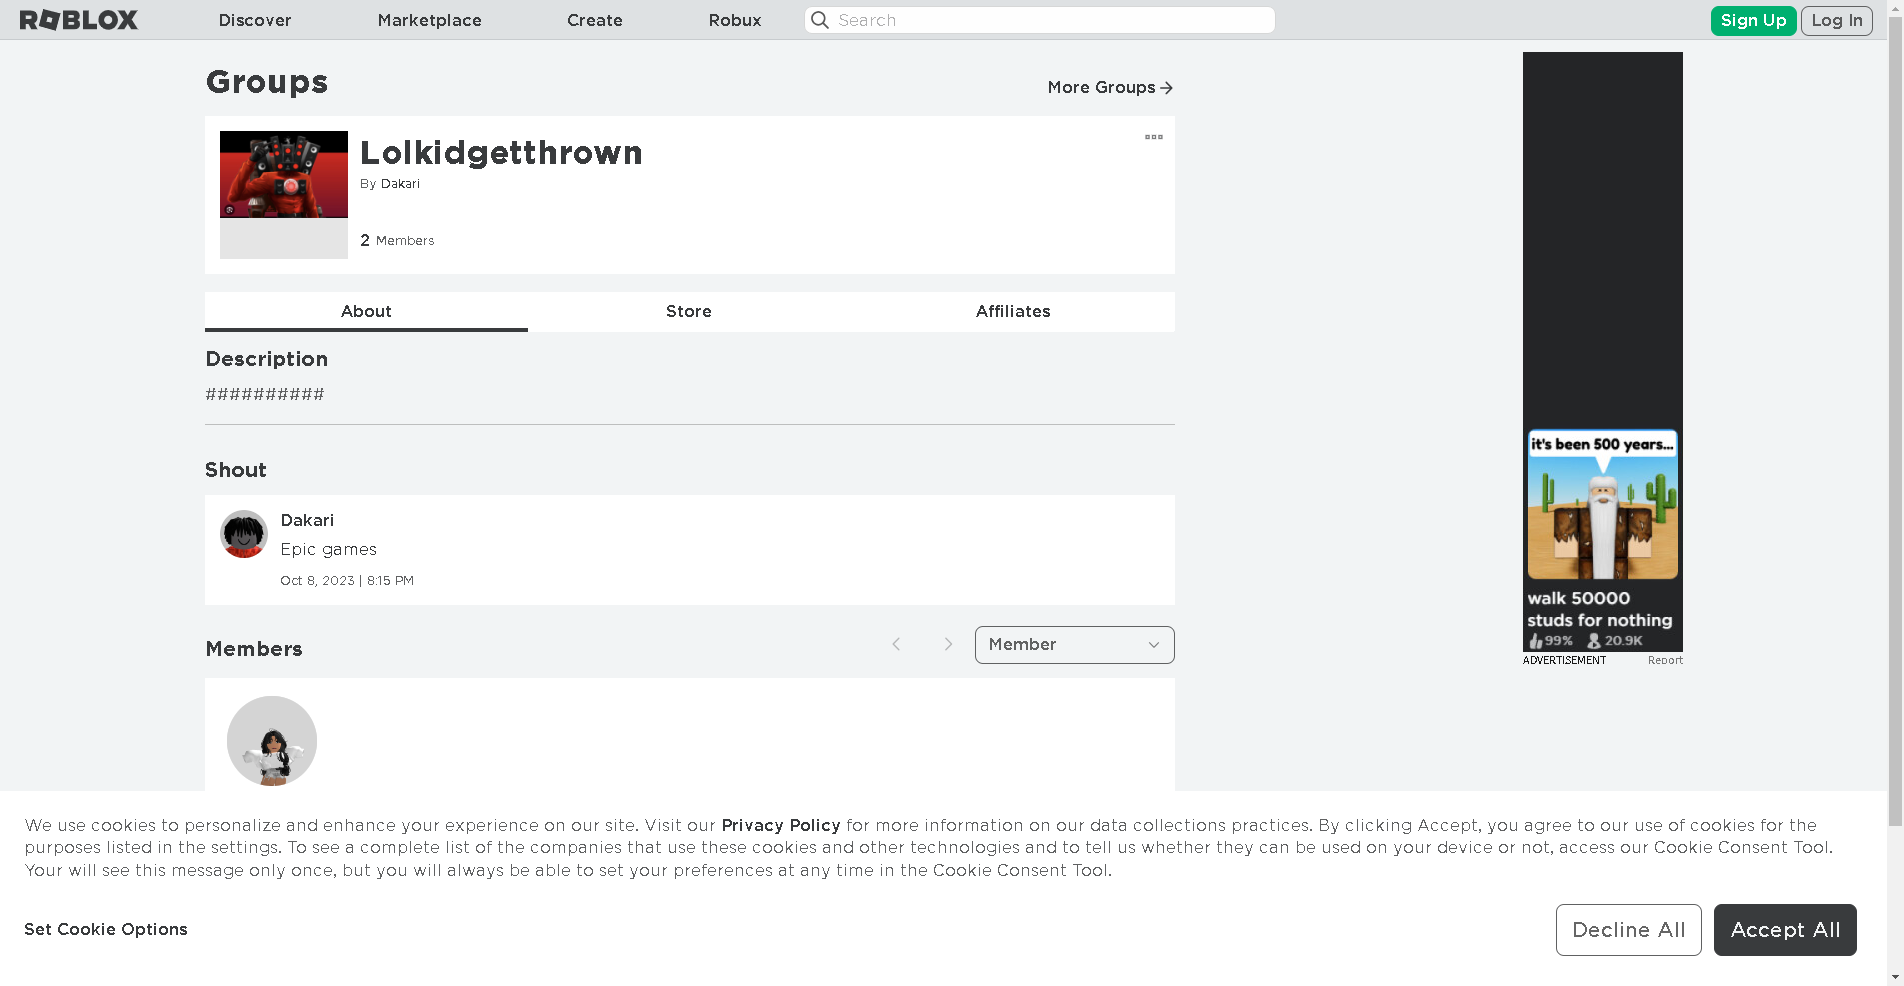 ROBLOX Discover Marketplace Create Robux Search Sign Up Log In
Groups
More Groups
Lolkidgetthrown
By Dakari
2 Members
About Store Affiliates
Description
##########
Shout
Dakari
Epic games
Oct 8, 2023 | 8:15 PM
Members
Member
it's been 500 years...
walk 50000
studs for nothing
99% 20.9K
ADVERTISEMENT Report
We use cookies to personalize and enhance your experience on our site. Visit our Privacy Policy for more information on our data collections practices. By clicking Accept, you agree to our use of cookies for the
purposes listed in the settings. To see a complete list of the companies that use these cookies and other technologies and to tell us whether they can be used on your device or not, access our Cookie Consent Tool.
Your will see this message only once, but you will always be able to set your preferences at any time in the Cookie Consent Tool.
Set Cookie Options
Decline All Accept All